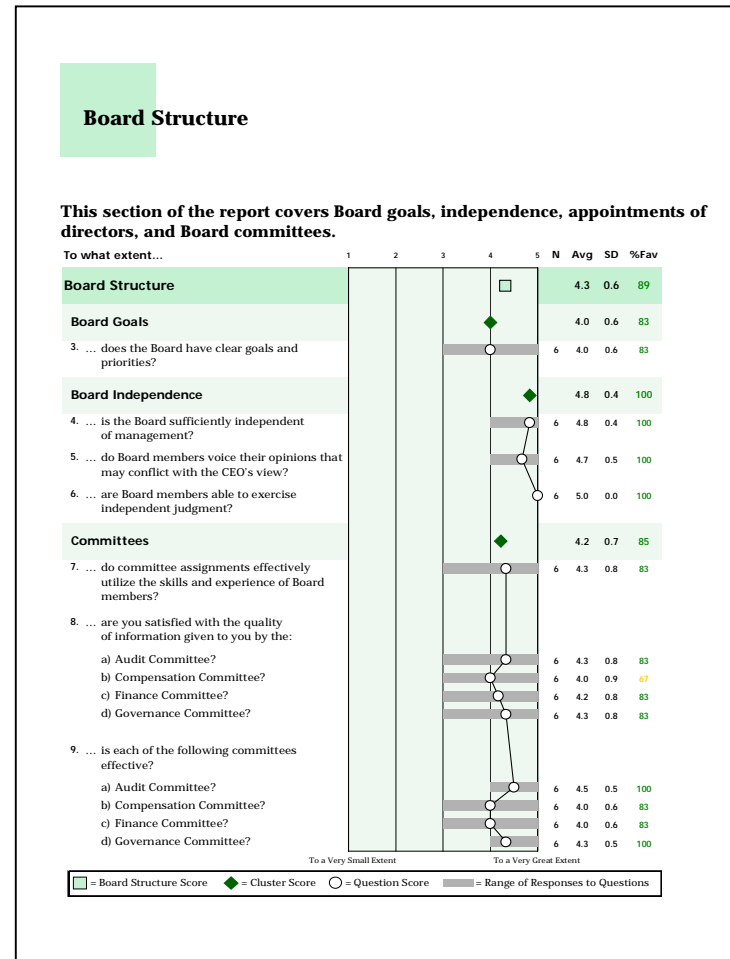 Board Structure
This section of the report covers Board goals, independence, appointments of
directors, and Board committees.
To what extent... 1 2 3 4 5 N Avg SD %Fav
Board Structure 4.3 0.6 89
Board Goals 4.0 0.6 83
3. ... does the Board have clear goals and 6 4.0 0.6 83
priorities?
Board Independence 4.8 0.4 100
4. ... is the Board sufficiently independent 6 4.8 0.4 100
of management?
5. ... do Board members voice their opinions that 6 4.7 0.5 100
may conflict with the CEO's view?
6. ... are Board members able to exercise 6 5.0 0.0 100
independent judgment?
Committees 4.2 0.7 85
7. ... do committee assignments effectively 6 4.3 0.8 83
utilize the skills and experience of Board
members?
8. ... are you satisfied with the quality
of information given to you by the:
a) Audit Committee? 6 4.3 0.8 83
b) Compensation Committee? 6 4.0 0.9 67
c) Finance Committee? 6 4.2 0.8 83
d) Governance Committee? 6 4.3 0.8 83
9. ... is each of the following committees
effective?
a) Audit Committee? 6 4.5 0.5 100
b) Compensation Committee? 6 4.0 0.6 83
c) Finance Committee? 6 4.0 0.6 83
d) Governance Committee? 6 4.3 0.5 100
To a Very Small Extent To a Very Great Extent
= Board Structure Score = Cluster Score = Question Score = Range of Responses to Questions